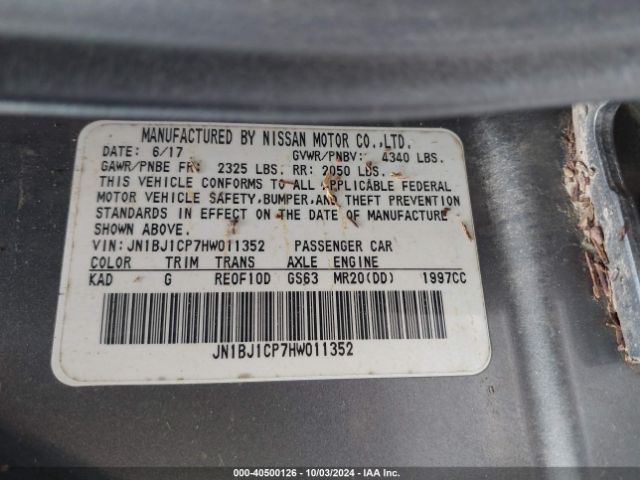 MANUFACTURED BY NISSAN MOTOR CO.,LTD.
DATE: 6/17 GVWR/PNBV: 4340 LBS.
GAWR/PNBE FR: 2325 LBS. RR: 2050 LBS.
THIS VEHICLE CONFORMS TO ALL APPLICABLE FEDERAL
MOTOR VEHICLE SAFETY,BUMPER,AND THEFT PREVENTION
STANDARDS IN EFFECT ON THE DATE OF MANUFACTURE
SHOWN ABOVE.
VIN: JN1BJ1CP7HW011352 PASSENGER CAR
COLOR TRIM TRANS AXLE ENGINE
KAD G RE0F10D GS63 MR20(DD) 1997CC
JN1BJ1CP7HW011352
000-40500126 - 10/03/2024 - IAA Inc.